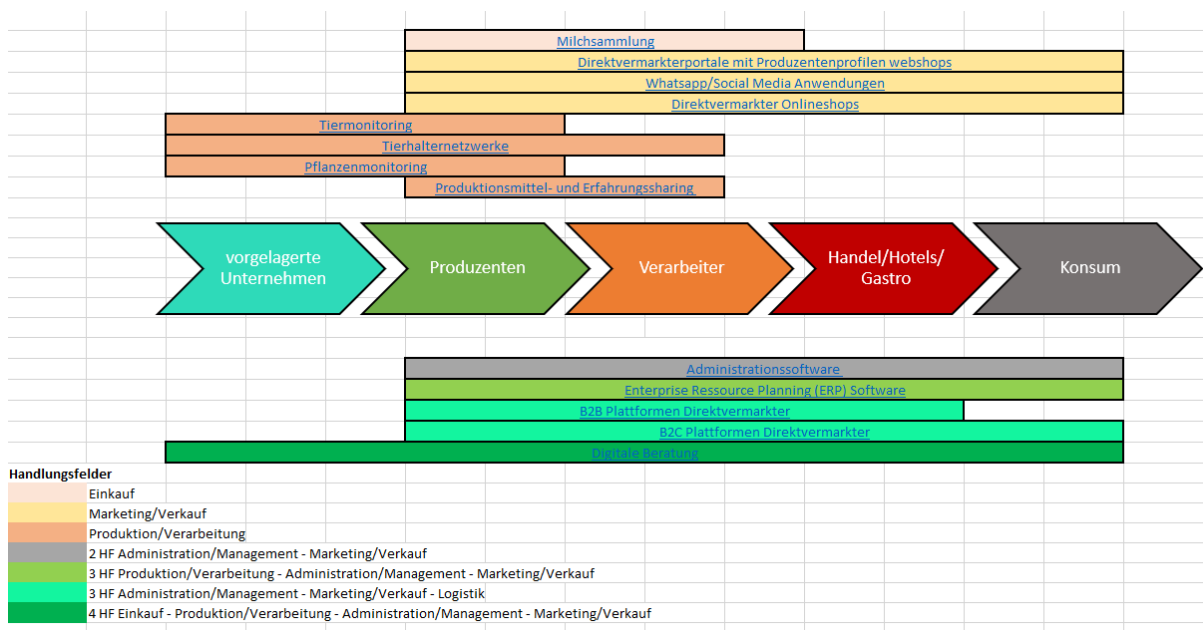 Milchsammlung
Direktvermarkterportale mit Produzentenprofilen webshops
Whatsapp/Social Media Anwendungen
Direktvermarkter Onlineshops
Tiermonitoring
Tierhalternetzwerke
Pflanzenmonitoring
Produktionsmittel- und Erfahrungssharing
vorgelagerte
Unternehmen
Produzenten
Verarbeiter
Handel/Hotels/
Gastro
Konsum
Administrationssoftware
Enterprise Ressource Planning (ERP) Software
B2B Plattformen Direktvermarkter
B2C Plattformen Direktvermarkter
Digitale Beratung
Handlungsfelder
Einkauf
Marketing/Verkauf
Produktion/Verarbeitung
2 HF Administration/Management - Marketing/Verkauf
3 HF Produktion/Verarbeitung - Administration/Management - Marketing/Verkauf
3 HF Administration/Management - Marketing/Verkauf - Logistik
4 HF Einkauf - Produktion/Verarbeitung - Administration/Management - Marketing/Verkauf